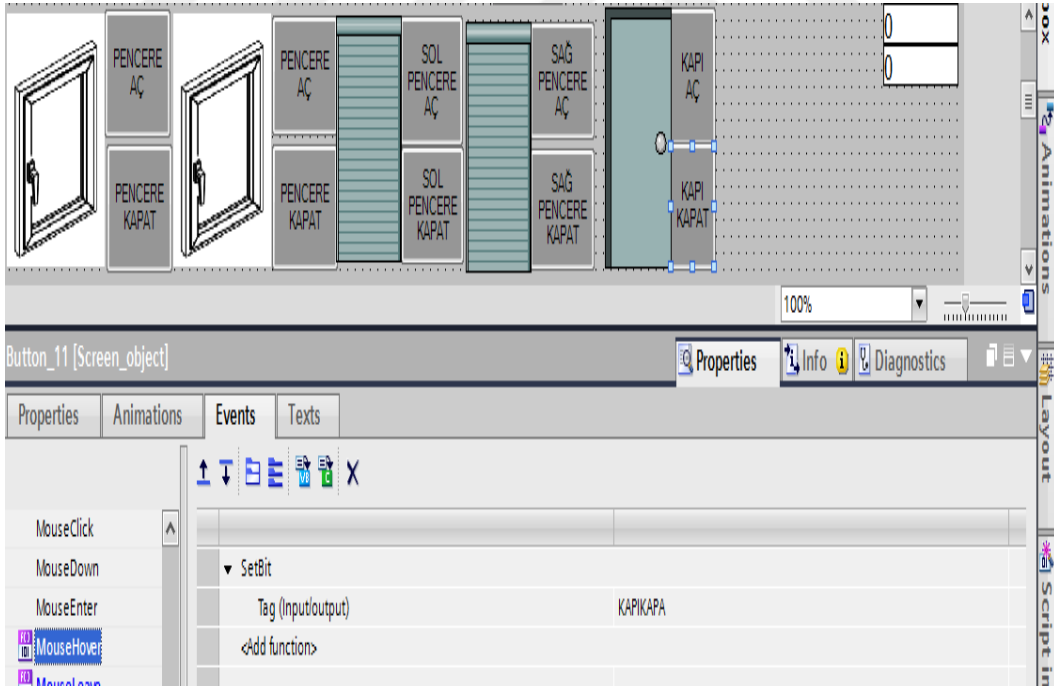 PENCERE
AÇ
PENCERE
KAPAT
PENCERE
AÇ
PENCERE
KAPAT
SOL
PENCERE
AÇ
SOL
PENCERE
KAPAT
SAĞ
PENCERE
AÇ
SAĞ
PENCERE
KAPAT
KAPI
AÇ
KAPI
KAPAT
0
0
100%
Button_11 [Screen_object]
Properties
Info
Diagnostics
Properties
Animations
Events
Texts
MouseClick
MouseDown
MouseEnter
MouseHover
MouseLeave
SetBit
Tag (Input/output)
KAPIKAPA
<Add function>
Animations
Layout